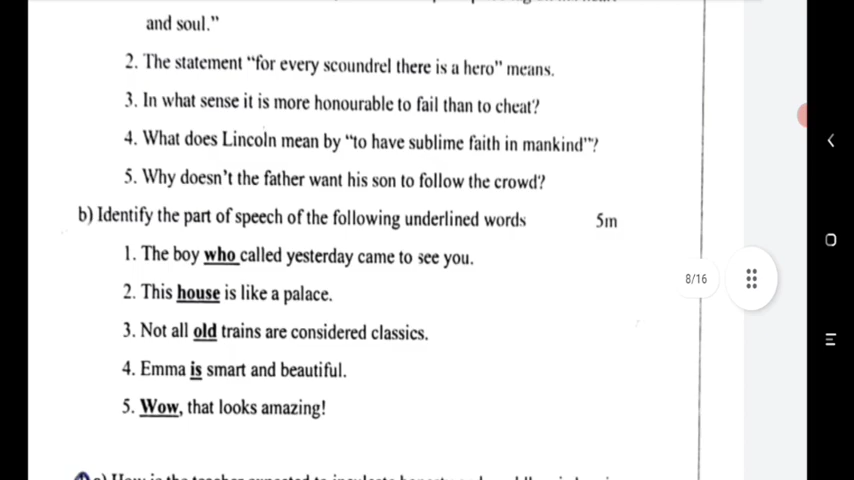 and soul."
2. The statement "for every scoundrel there is a hero" means.
3. In what sense it is more honourable to fail than to cheat?
4. What does Lincoln mean by "to have sublime faith in mankind"'?
5. Why doesn't the father want his son to follow the crowd?
b) Identify the part of speech of the following underlined words 5m
1. The boy who called yesterday came to see you.
2. This house is like a palace.
8/16
3. Not all old trains are considered classics.
4. Emma is smart and beautiful.
5. Wow, that looks amazing!